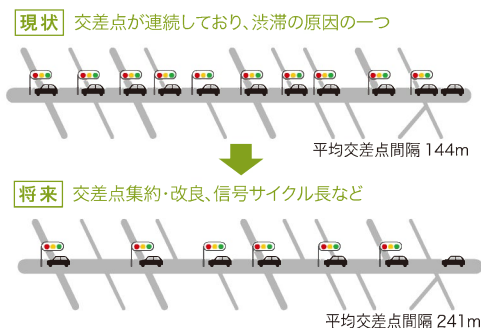 現状 交差点が連続しており、渋滞の原因の一つ
平均交差点間隔 144m
将来 交差点集約・改良、信号サイクル長など
平均交差点間隔 241m